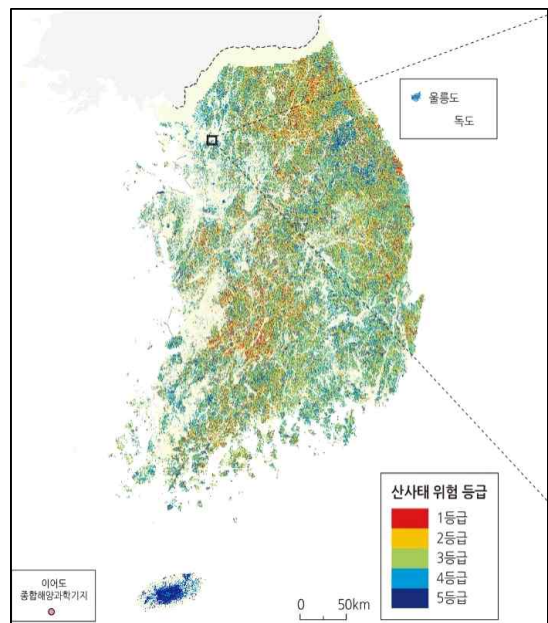 울릉도
독도
산사태 위험 등급
1등급
2등급
3등급
4등급
5등급
이어도
종합해양과학기지
0 50km